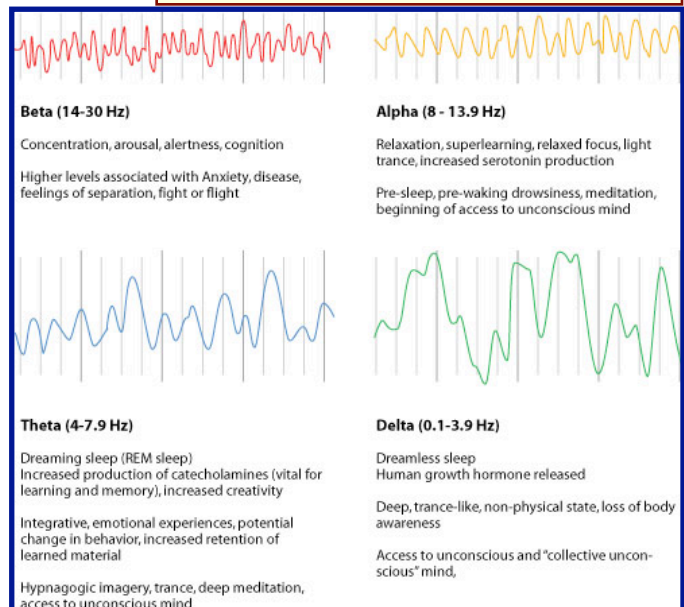 Beta (14-30 Hz)
Concentration, arousal, alertness, cognition
Higher levels associated with Anxiety, disease,
feelings of separation, fight or flight
Alpha (8 - 13.9 Hz)
Relaxation, superlearning, relaxed focus, light
trance, increased serotonin production
Pre-sleep, pre-waking drowsiness, meditation,
beginning of access to unconscious mind
Theta (4-7.9 Hz)
Dreaming sleep (REM sleep)
Increased production of catecholamines (vital for
learning and memory), increased creativity
Integrative, emotional experiences, potential
change in behavior, increased retention of
learned material
Hypnagogic imagery, trance, deep meditation,
access to unconscious mind
Delta (0.1-3.9 Hz)
Dreamless sleep
Human growth hormone released
Deep, trance-like, non-physical state, loss of body
awareness
Access to unconscious and "collective uncon-
scious" mind,